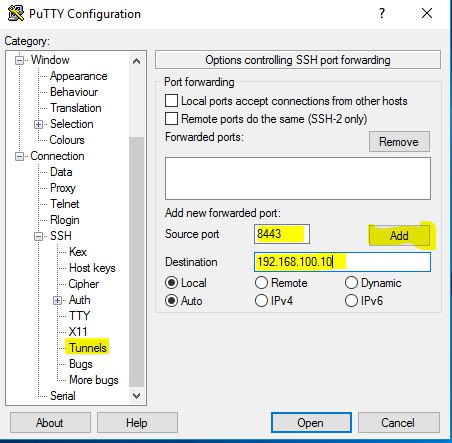 PuTTY Configuration
?
Category:
Window
Appearance
Behaviour
Translation
Selection
Colours
Connection
Data
Proxy
Telnet
Rlogin
SSH
Kex
Host keys
Cipher
Auth
TTY
X11
Tunnels
Bugs
More bugs
Serial
Options controlling SSH port forwarding
Port forwarding
Local ports accept connections from other hosts
Remote ports do the same (SSH-2 only)
Forwarded ports:
Remove
Add new forwarded port:
Source port 8443 Add
Destination 192.168.100.10
Local Remote Dynamic
Auto IPv4 IPv6
About Help Open Cancel